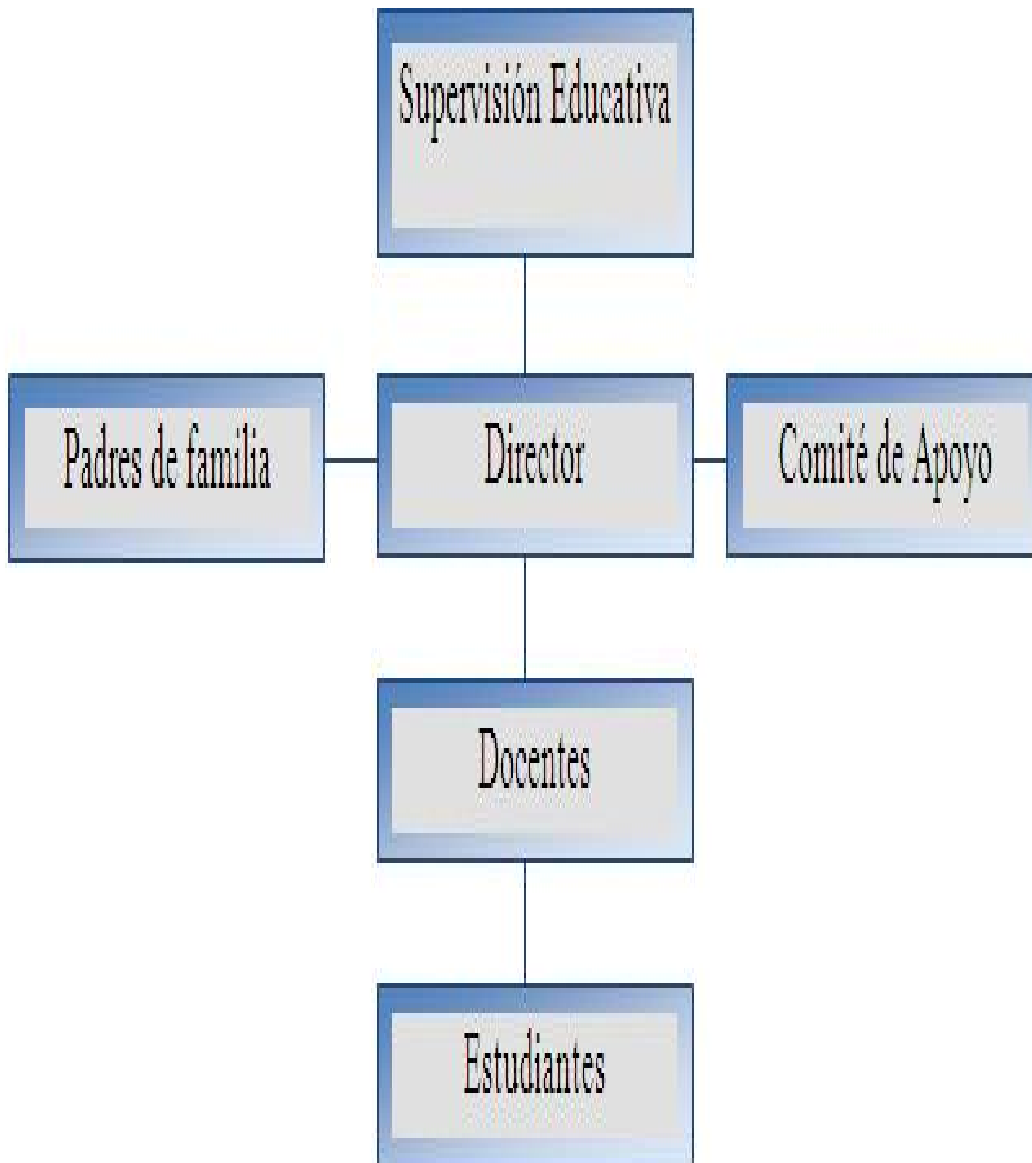 Supervisión Educativa
Padres de familia
Director
Comité de Apoyo
Docentes
Estudiantes